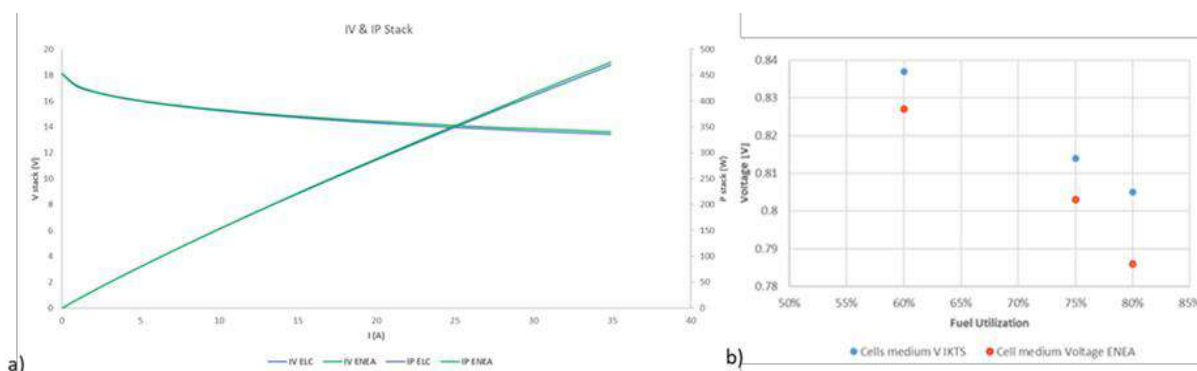 IV & IP Stack
20
18
16
14
12
10
8
6
4
2
0
V stack (V)
0 5 10 15 20 25 30 35 40
I (A)
500
450
400
350
300
250
200
150
100
50
0
P stack (W)
IV ELC IV ENEA IP ELC IP ENEA
a)
0.84
0.83
0.82
0.81
0.8
0.79
0.78
Voltage [V]
50% 55% 60% 65% 70% 75% 80% 85%
Fuel Utilization
Cells medium V IKTS Cell medium Voltage ENEA
b)